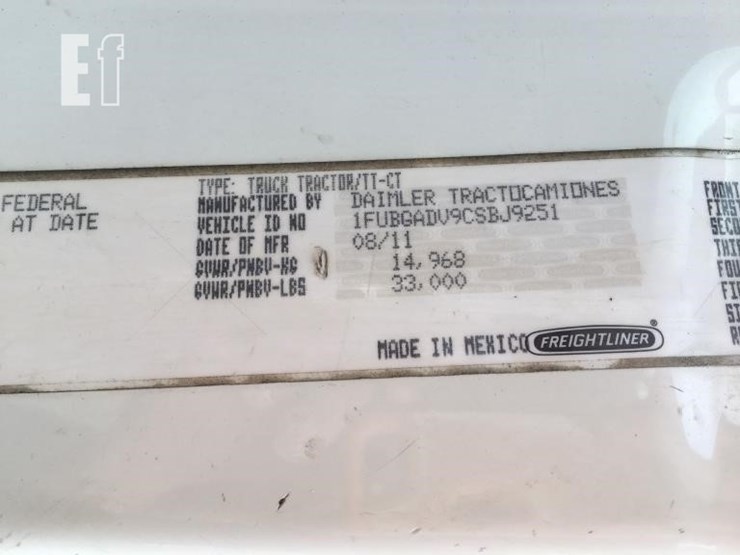 Ef
FEDERAL
AT DATE
TYPE: TRUCK TRACTOR/TT-CT
MANUFACTURED BY DAIMLER TRACTOCAMIONES
VEHICLE ID NO 1FUBGADV9CSBJ9251
DATE OF MFR 08/11
GVWR/PNBV-KG 14,968
GVWR/PNBV-LBS 33,000
MADE IN MEXICO FREIGHTLINER®
FRONT
FIRST
SECO
THI
FOU
FI
SI
R